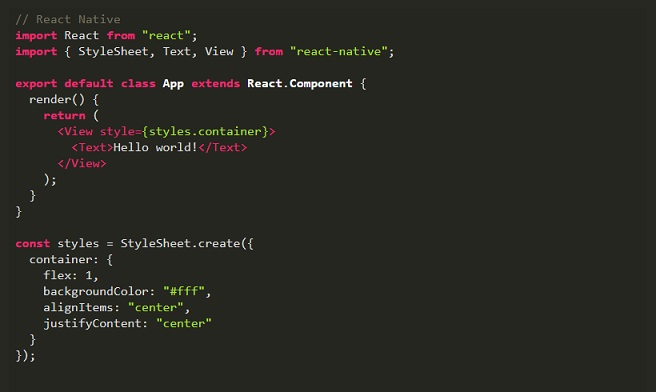 // React Native
import React from "react";
import { StyleSheet, Text, View } from "react-native";

export default class App extends React.Component {
  render() {
    return (
      <View style={styles.container}>
        <Text>Hello world!</Text>
      </View>
    );
  }
}

const styles = StyleSheet.create({
  container: {
    flex: 1,
    backgroundColor: "#fff",
    alignItems: "center",
    justifyContent: "center"
  }
});